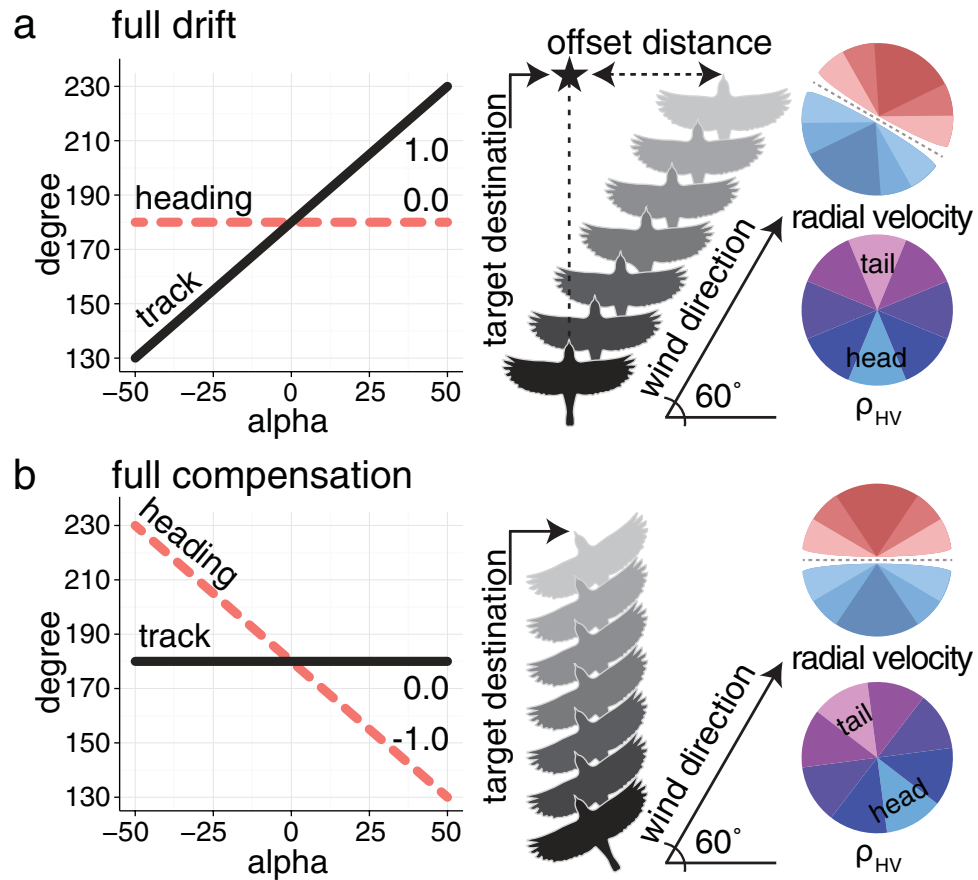 a full drift
degree
230
210
190
170
150
130
−50 −25 0 25 50
alpha
heading
track
1.0
0.0
offset distance
target destination
wind direction
60°
radial velocity
tail
head
ρHV
b full compensation
degree
230
210
190
170
150
130
−50 −25 0 25 50
alpha
heading
track
0.0
-1.0
target destination
wind direction
60°
radial velocity
tail
head
ρHV